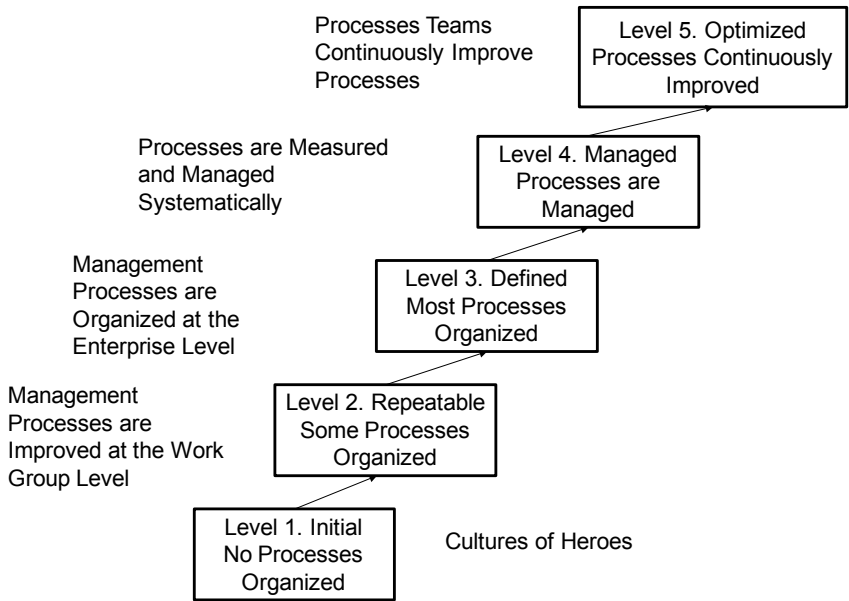 Processes Teams
Continuously Improve
Processes
Level 5. Optimized
Processes Continuously
Improved
Processes are Measured
and Managed
Systematically
Level 4. Managed
Processes are
Managed
Management
Processes are
Organized at the
Enterprise Level
Level 3. Defined
Most Processes
Organized
Management
Processes are
Improved at the Work
Group Level
Level 2. Repeatable
Some Processes
Organized
Level 1. Initial
No Processes
Organized
Cultures of Heroes